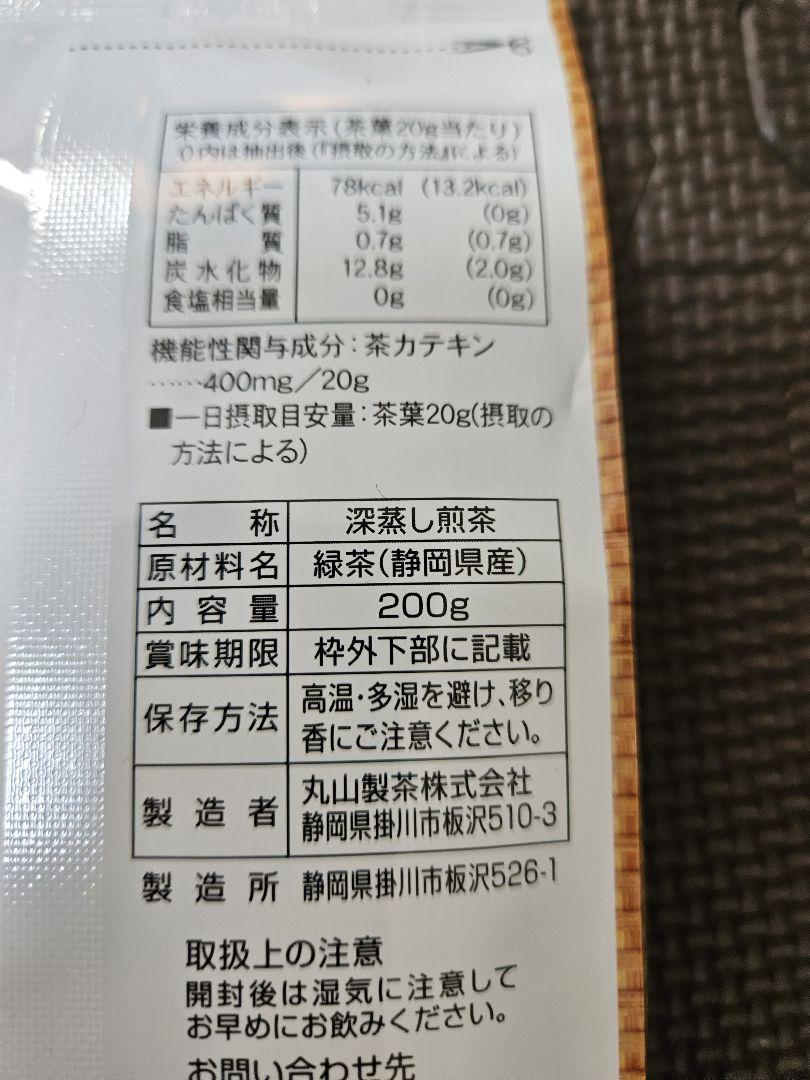 栄養成分表示(茶葉20g当たり)
()内は抽出後(『摂取の方法』による)
エネルギー 78kcal (13.2kcal)
たんぱく質 5.1g (0g)
脂質 0.7g (0.7g)
炭水化物 12.8g (2.0g)
食塩相当量 0g (0g)
機能性関与成分:茶カテキン
……400mg/20g
■一日摂取目安量:茶葉20g(摂取の
方法による)
名称 深蒸し煎茶
原材料名 緑茶(静岡県産)
内容量 200g
賞味期限 枠外下部に記載
保存方法 高温・多湿を避け、移り
香にご注意ください。
製造者 丸山製茶株式会社
静岡県掛川市板沢510-3
製造所 静岡県掛川市板沢526-1
取扱上の注意
開封後は湿気に注意して
お早めにお飲みください。
お問い合わせ先